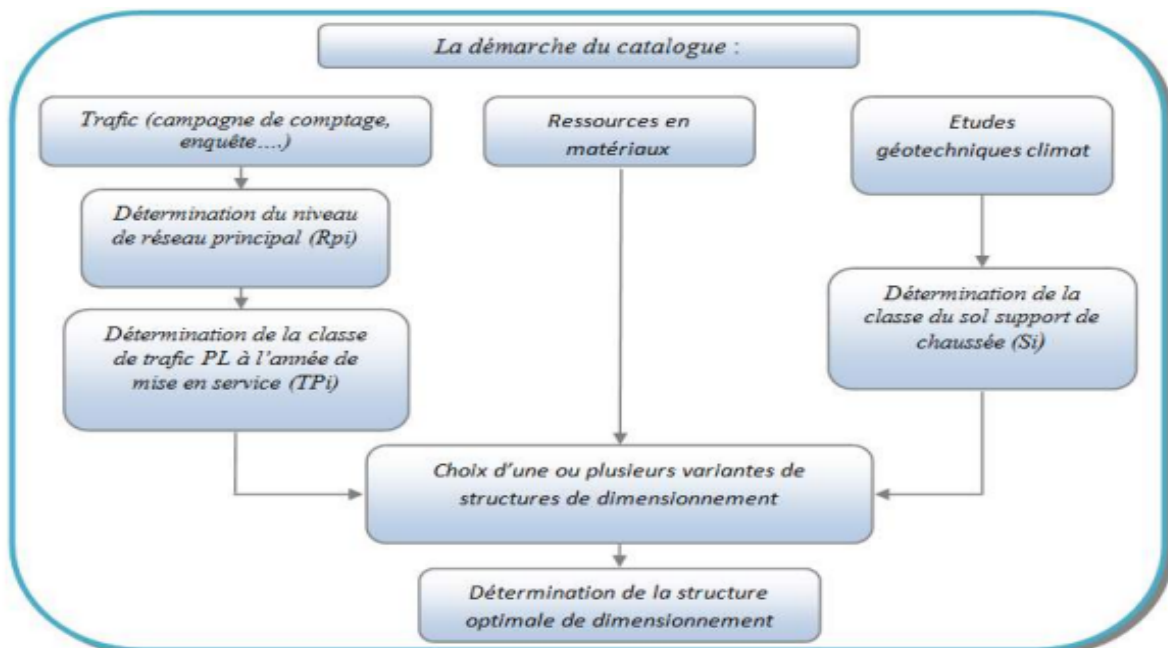 La démarche du catalogue :
Trafic (campagne de comptage,
enquête….)
Ressources en
matériaux
Etudes
géotechniques climat
Détermination du niveau
de réseau principal (Rpi)
Détermination de la classe
de trafic PL à l'année de
mise en service (TPi)
Détermination de la
classe du sol support de
chaussée (Si)
Choix d'une ou plusieurs variantes de
structures de dimensionnement
Détermination de la structure
optimale de dimensionnement